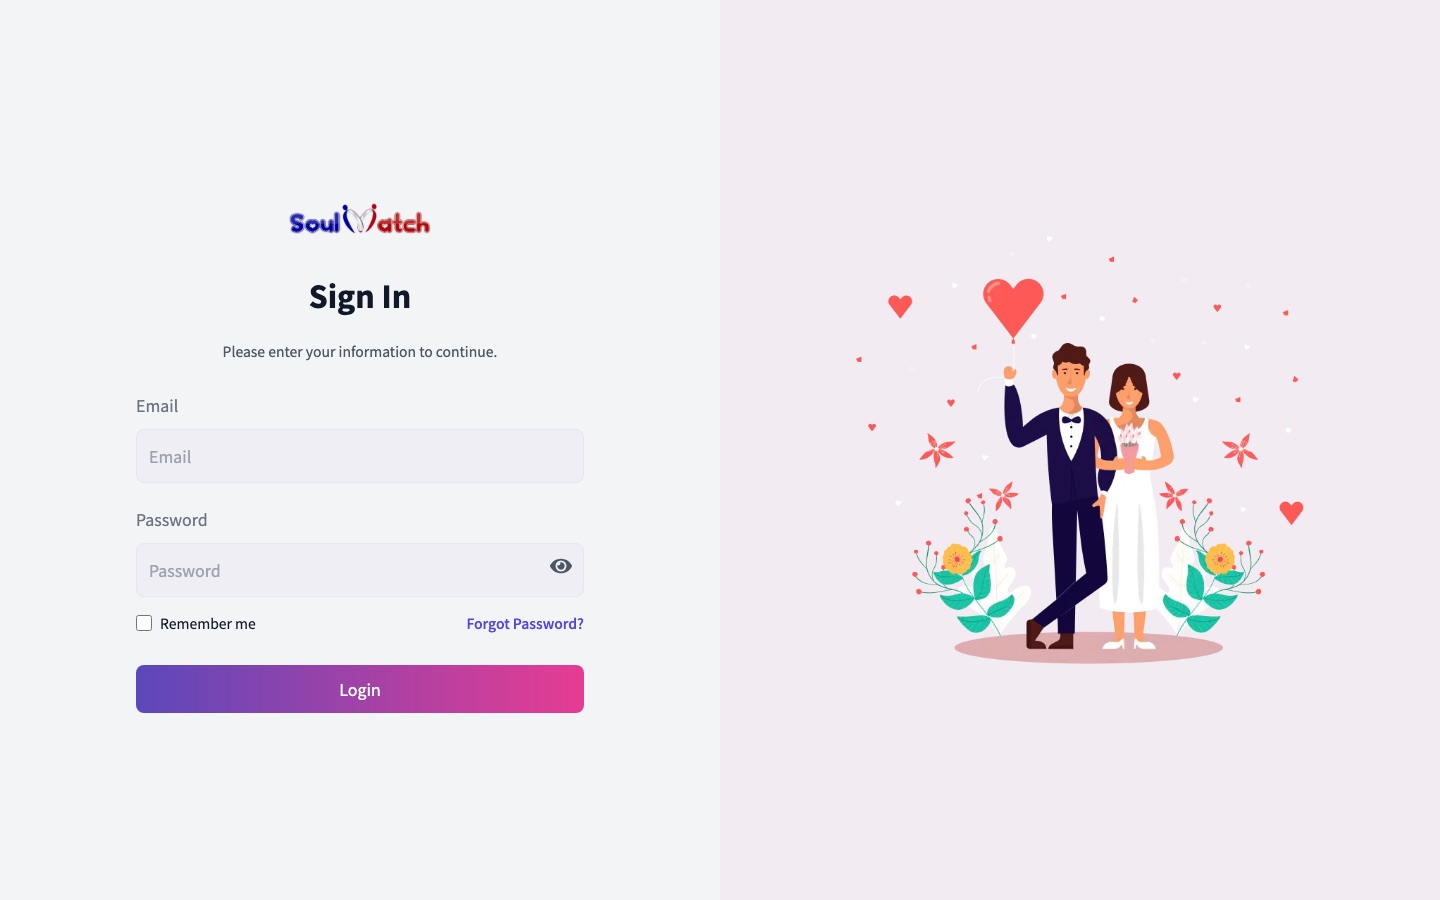 SoulMatch
Sign In
Please enter your information to continue.
Email
Email
Password
Password
Remember me
Forgot Password?
Login